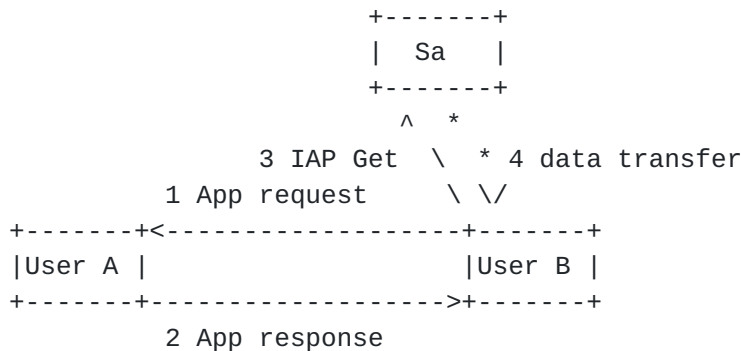 +-------+
|  Sa   |
+-------+
^  *
3 IAP Get  \  * 4 data transfer
1 App request     \ \/
+-------+<-------------------+-------+
|User A |                    |User B |
+-------+------------------->+-------+
2 App response